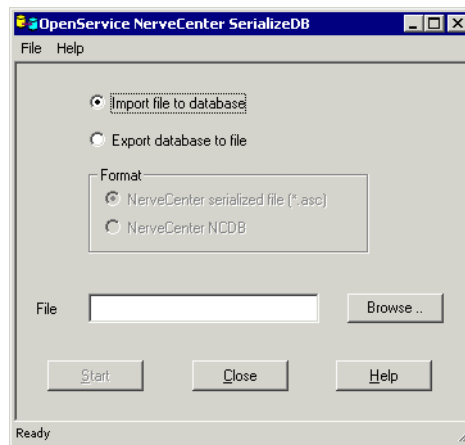 OpenService NerveCenter SerializeDB
File Help
Import file to database
Export database to file
Format
NerveCenter serialized file (*.asc)
NerveCenter NCDB
File Browse ..
Start Close Help
Ready